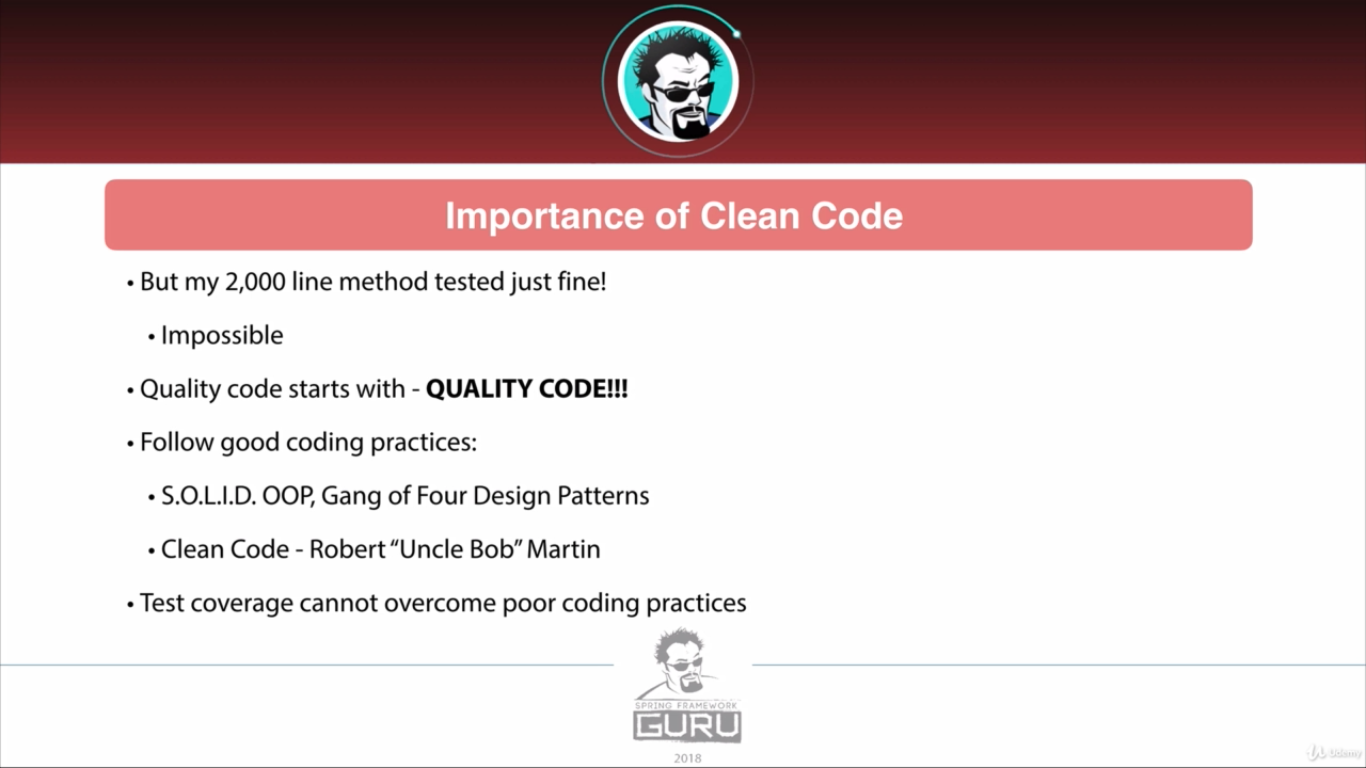 Importance of Clean Code
• But my 2,000 line method tested just fine!
• Impossible
• Quality code starts with - QUALITY CODE!!!
• Follow good coding practices:
• S.O.L.I.D. OOP, Gang of Four Design Patterns
• Clean Code - Robert “Uncle Bob” Martin
• Test coverage cannot overcome poor coding practices
SPRING FRAMEWORK
GURU
2018
Udemy